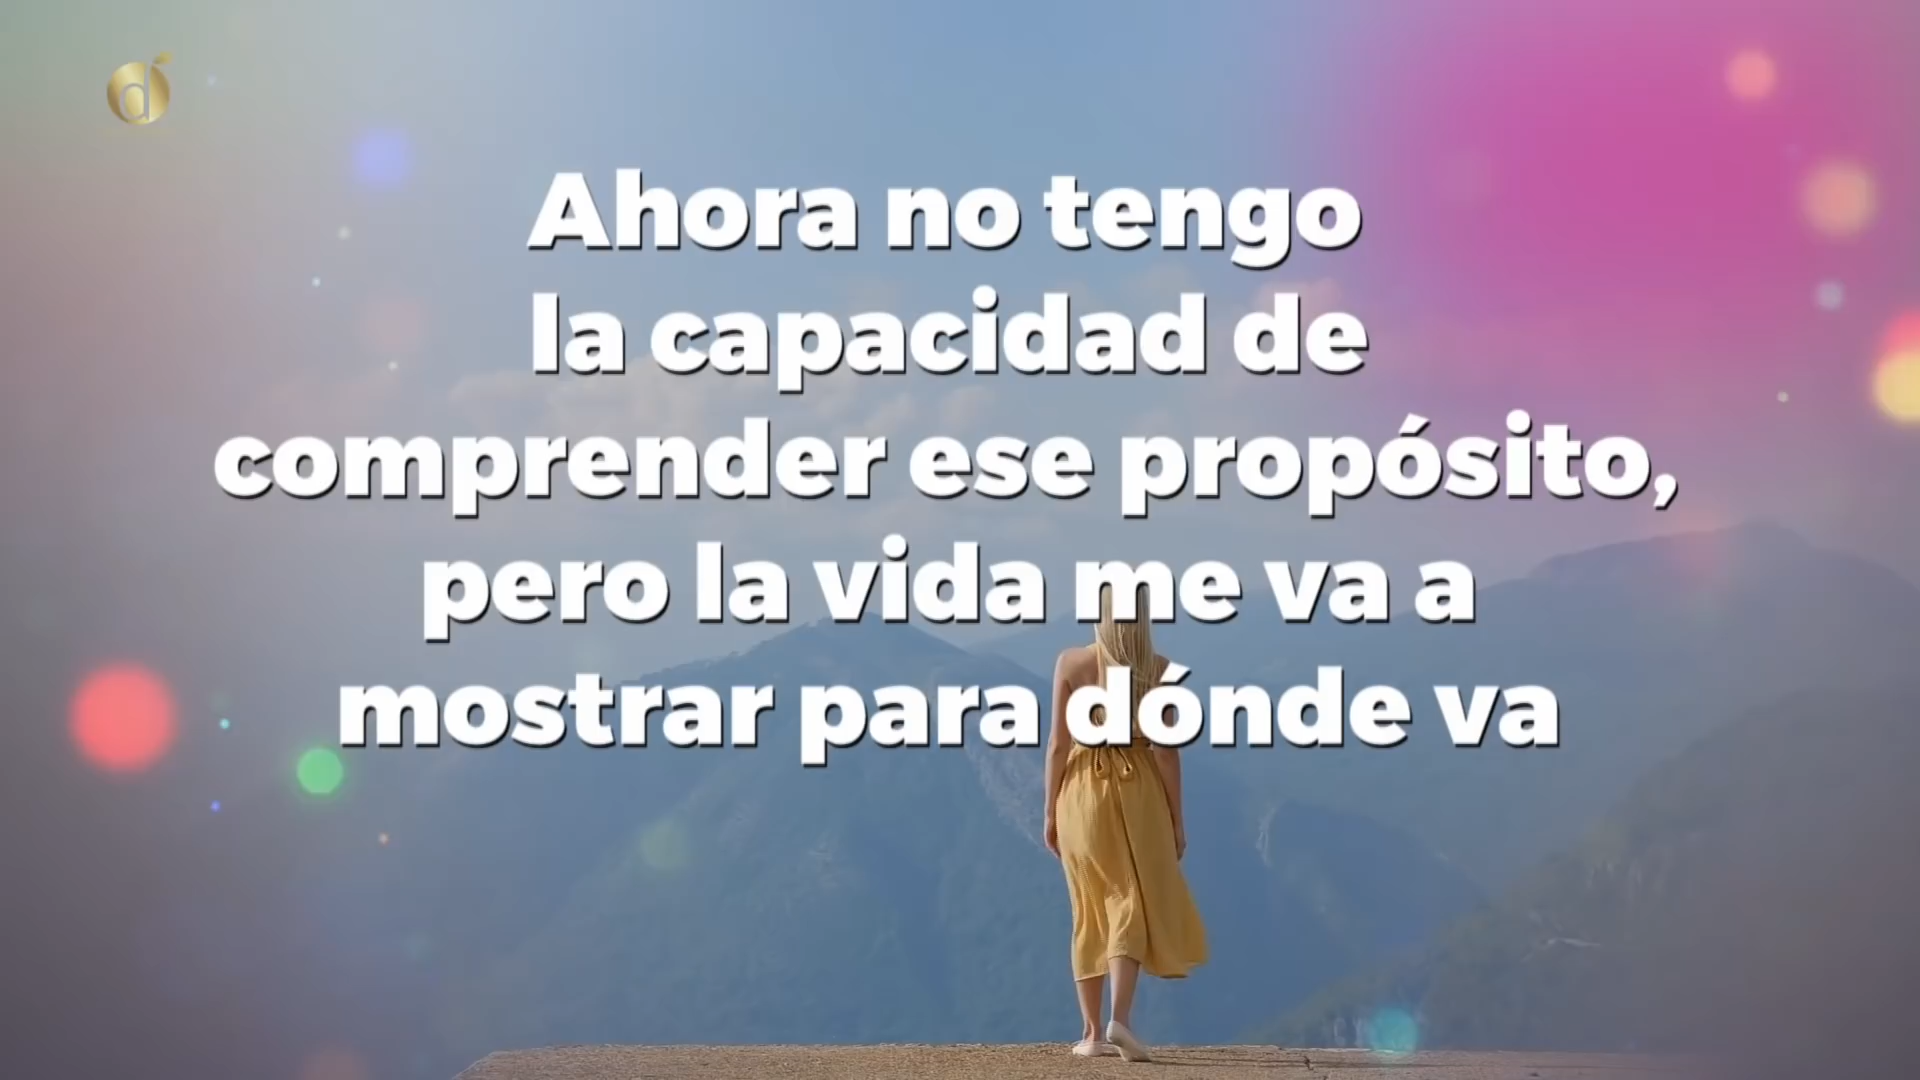 d
Ahora no tengo
la capacidad de
comprender ese propósito,
pero la vida me va a
mostrar para dónde va